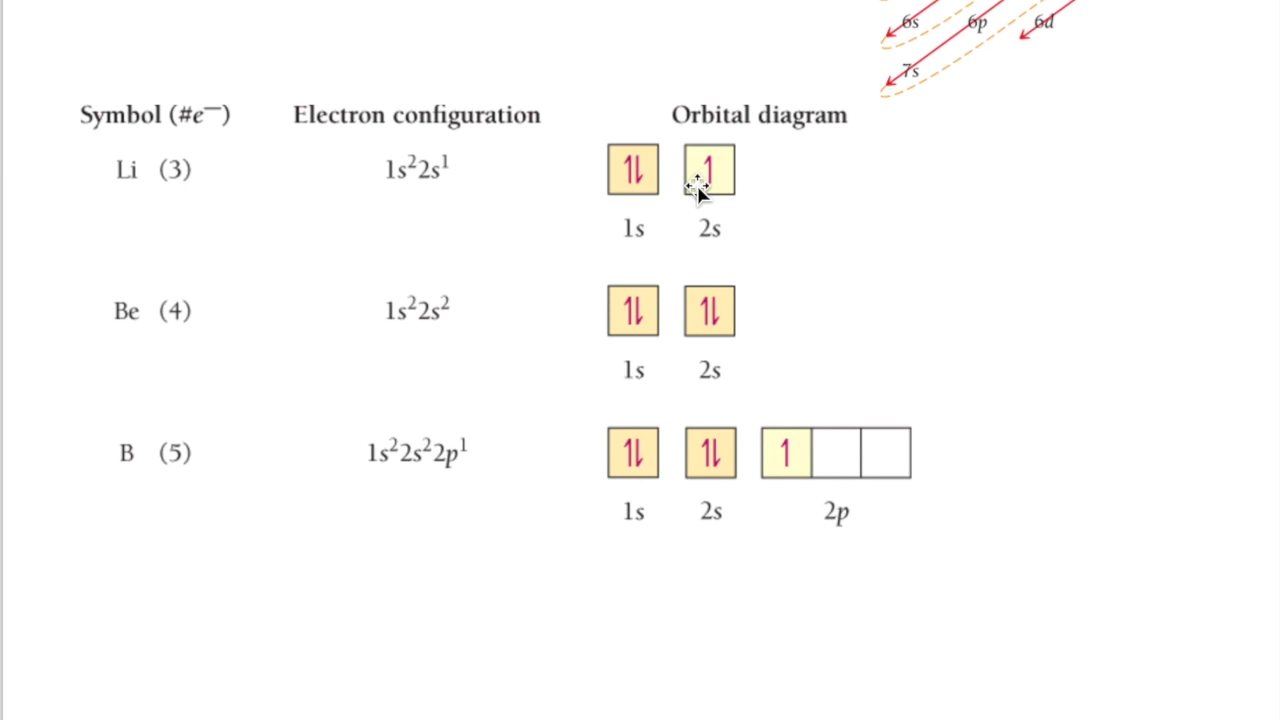 6s 6p 6d
7s
Symbol (#e⁻) Electron configuration Orbital diagram
Li (3) 1s²2s¹ ↿⇂ ↿
1s 2s
Be (4) 1s²2s² ↿⇂ ↿⇂
1s 2s
B (5) 1s²2s²2p¹ ↿⇂ ↿⇂ ↿
1s 2s 2p